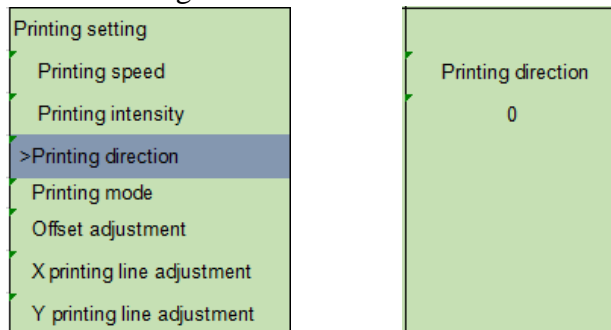 Printing setting
Printing speed
Printing intensity
>Printing direction
Printing mode
Offset adjustment
X printing line adjustment
Y printing line adjustment
Printing direction
0